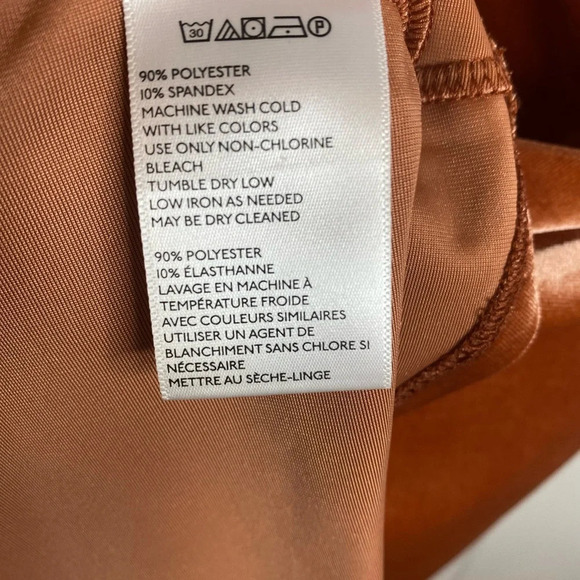 30 P
90% POLYESTER
10% SPANDEX
MACHINE WASH COLD
WITH LIKE COLORS
USE ONLY NON-CHLORINE
BLEACH
TUMBLE DRY LOW
LOW IRON AS NEEDED
MAY BE DRY CLEANED
90% POLYESTER
10% ÉLASTHANNE
LAVAGE EN MACHINE À
TEMPÉRATURE FROIDE
AVEC COULEURS SIMILAIRES
UTILISER UN AGENT DE
BLANCHIMENT SANS CHLORE SI
NÉCESSAIRE
METTRE AU SÈCHE-LINGE